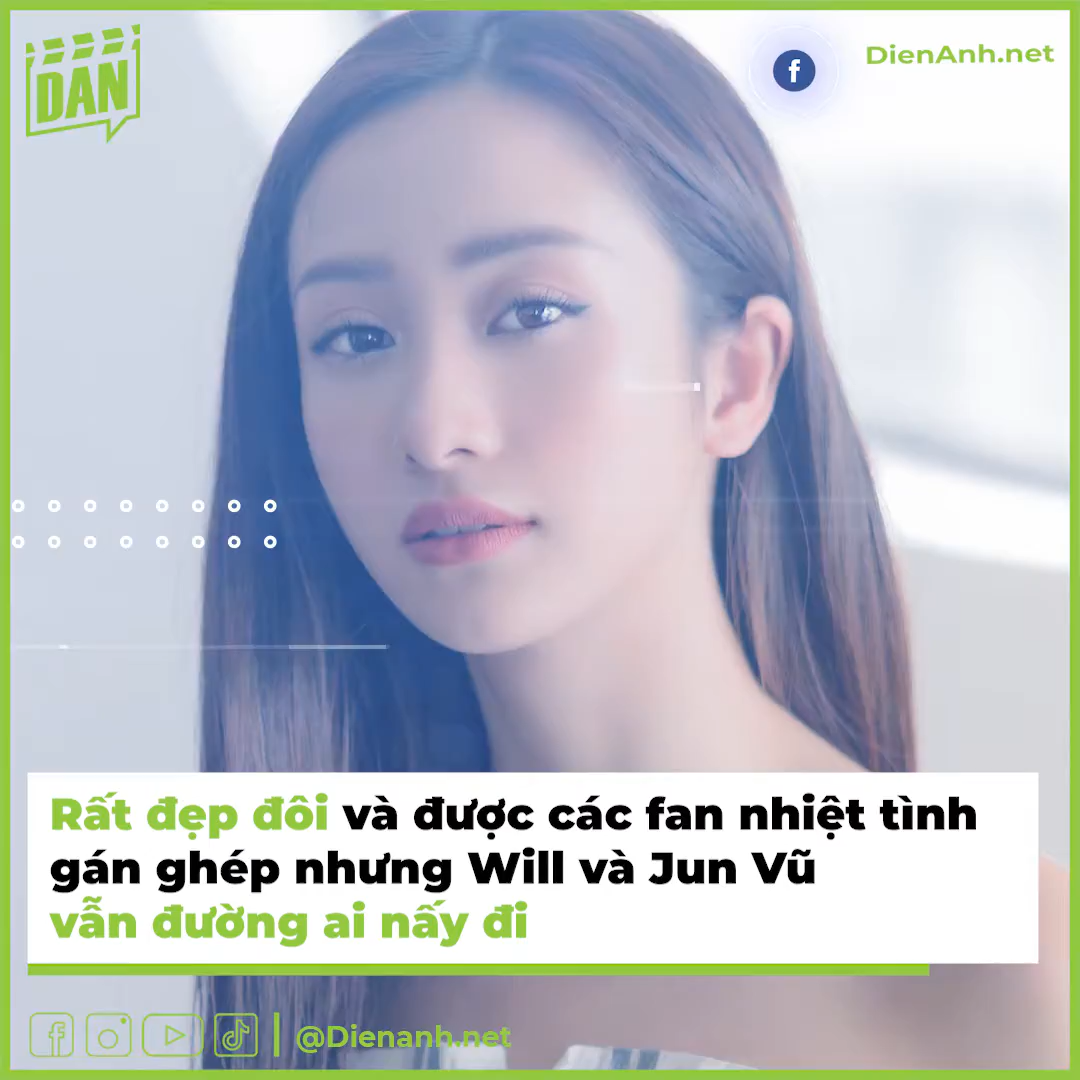 DAN
f
DienAnh.net
Rất đẹp đôi và được các fan nhiệt tình
gán ghép nhưng Will và Jun Vũ
vẫn đường ai nấy đi
@Dienanh.net